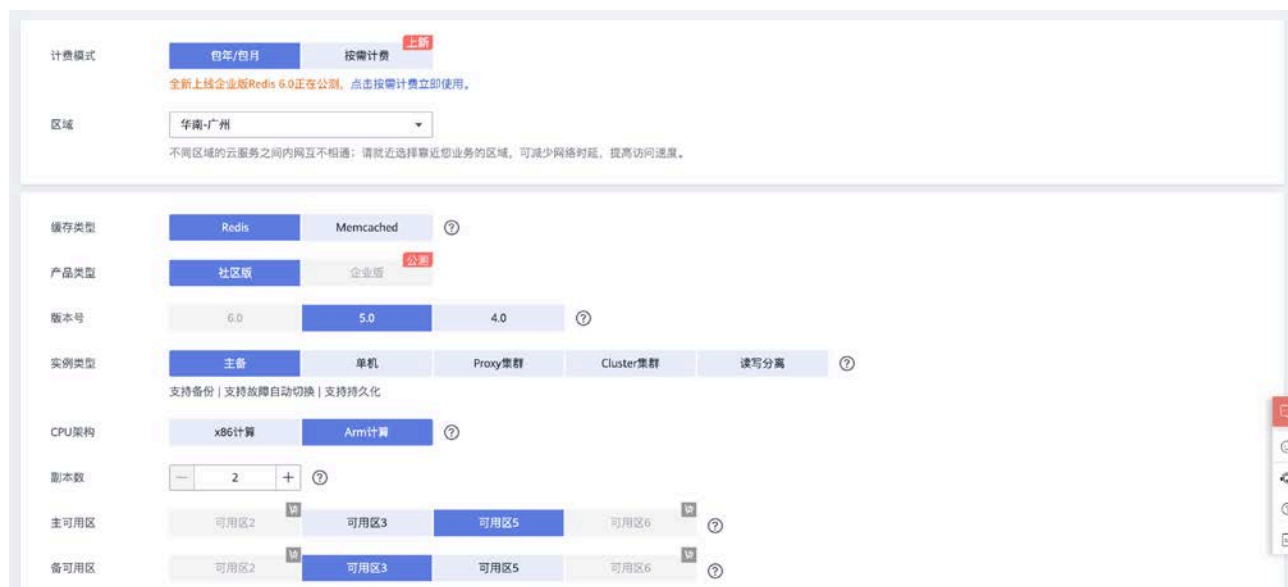 计费模式 包年/包月 按需计费 上新
全新上线企业版Redis 6.0正在公测，点击按需计费立即使用。
区域 华南-广州
不同区域的云服务之间内网互不相通；请就近选择靠近您业务的区域，可减少网络时延，提高访问速度。
缓存类型 Redis Memcached
产品类型 社区版 企业版 公测
版本号 6.0 5.0 4.0
实例类型 主备 单机 Proxy集群 Cluster集群 读写分离
支持备份 | 支持故障自动切换 | 支持持久化
CPU架构 x86计算 Arm计算
副本数 2
主可用区 可用区2 可用区3 可用区5 可用区6
备可用区 可用区2 可用区3 可用区5 可用区6